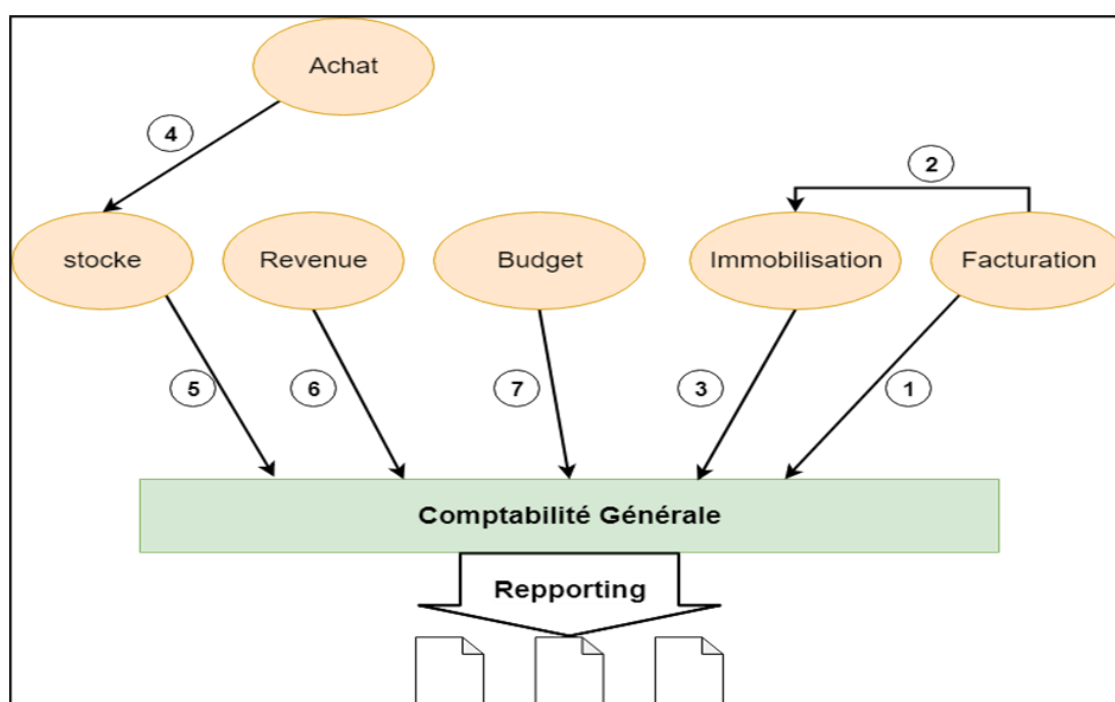 Achat
4
2
stocke
Revenue
Budget
Immobilisation
Facturation
5
6
7
3
1
Comptabilité Générale
Repporting